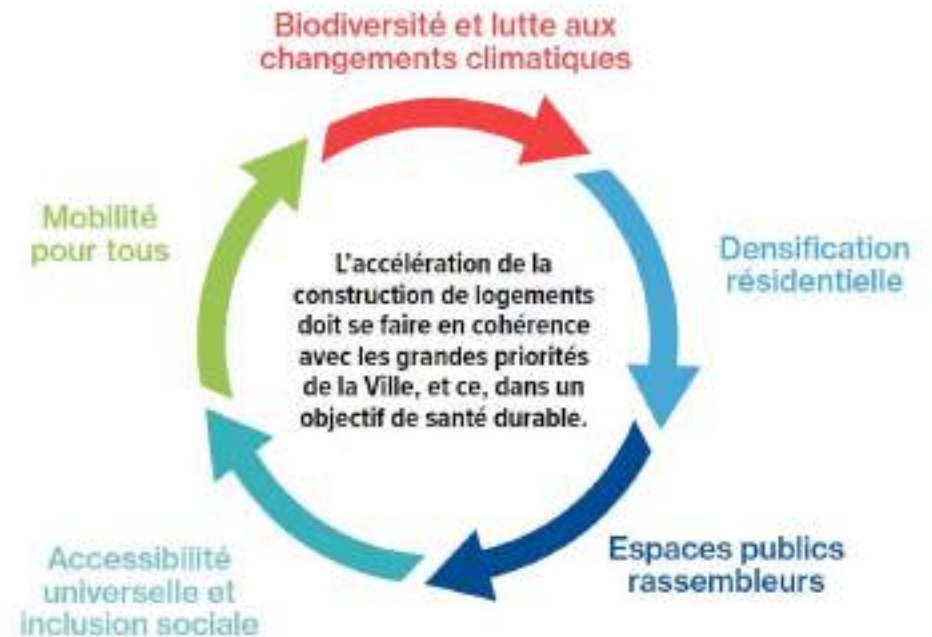 Biodiversité et lutte aux
changements climatiques
Mobilité
pour tous
L'accélération de la
construction de logements
doit se faire en cohérence
avec les grandes priorités
de la Ville, et ce, dans un
objectif de santé durable.
Densification
résidentielle
Accessibilité
universelle et
inclusion sociale
Espaces publics
rassembleurs